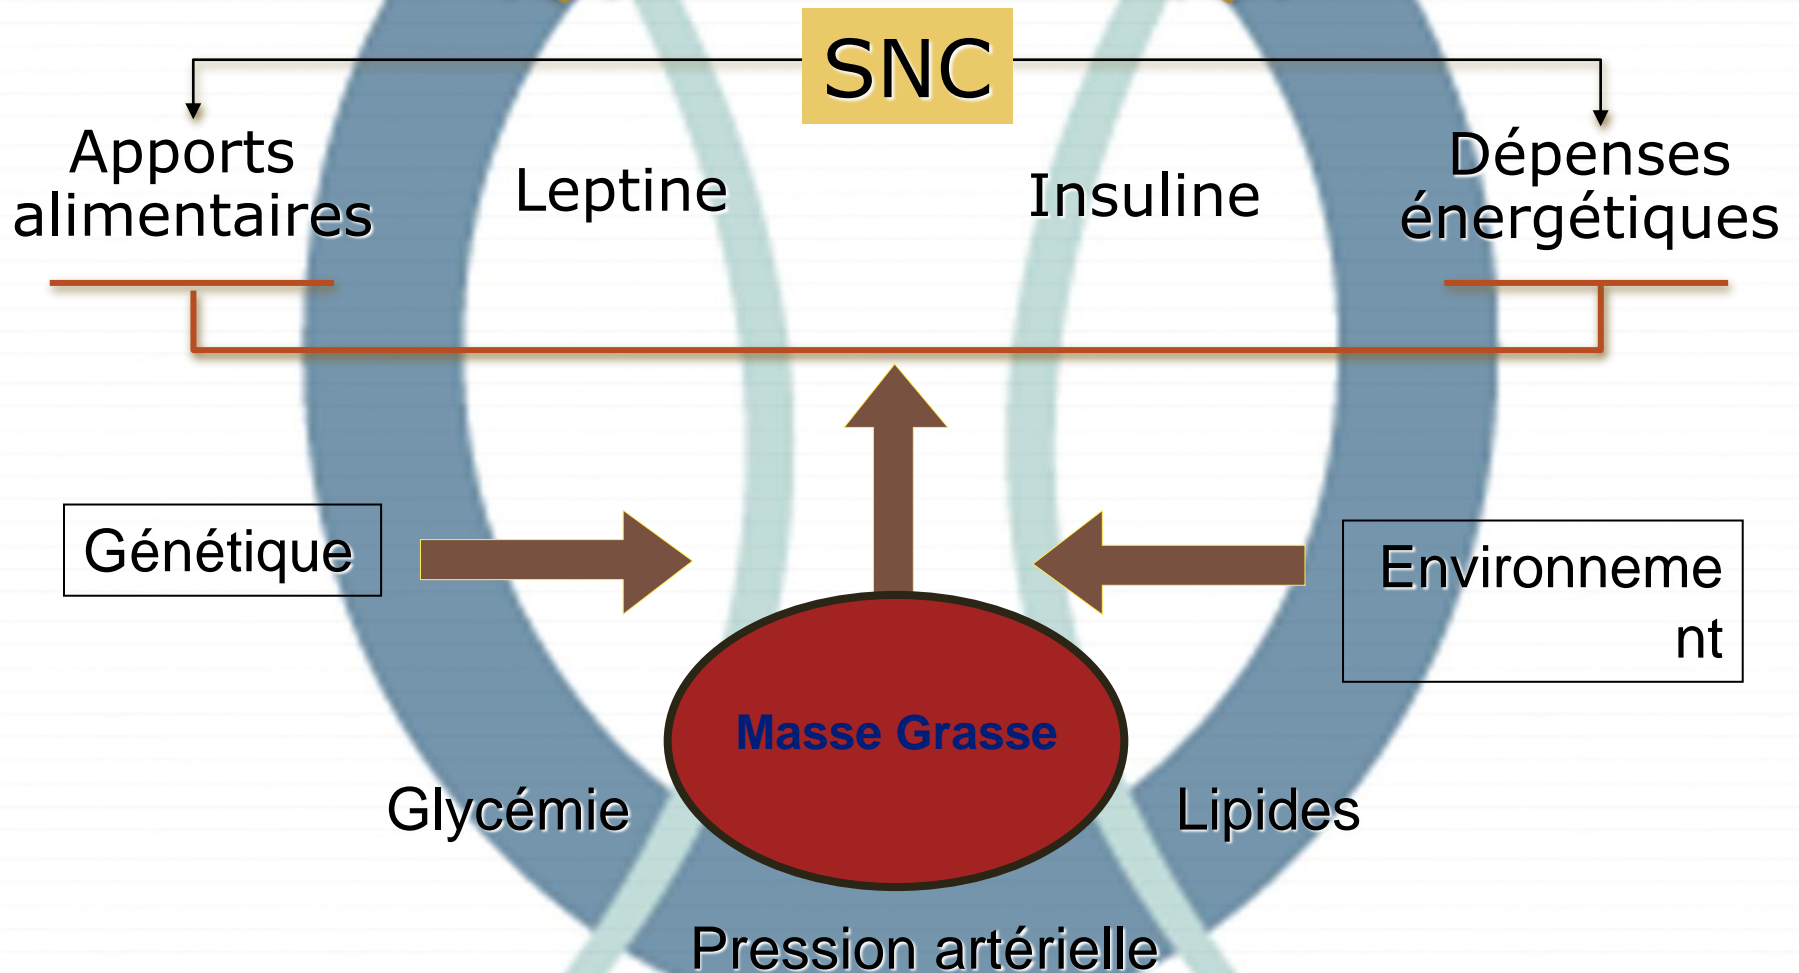 SNC
Apports
alimentaires
Leptine
Insuline
Dépenses
énergétiques
Génétique
Environneme
nt
Masse Grasse
Glycémie
Lipides
Pression artérielle